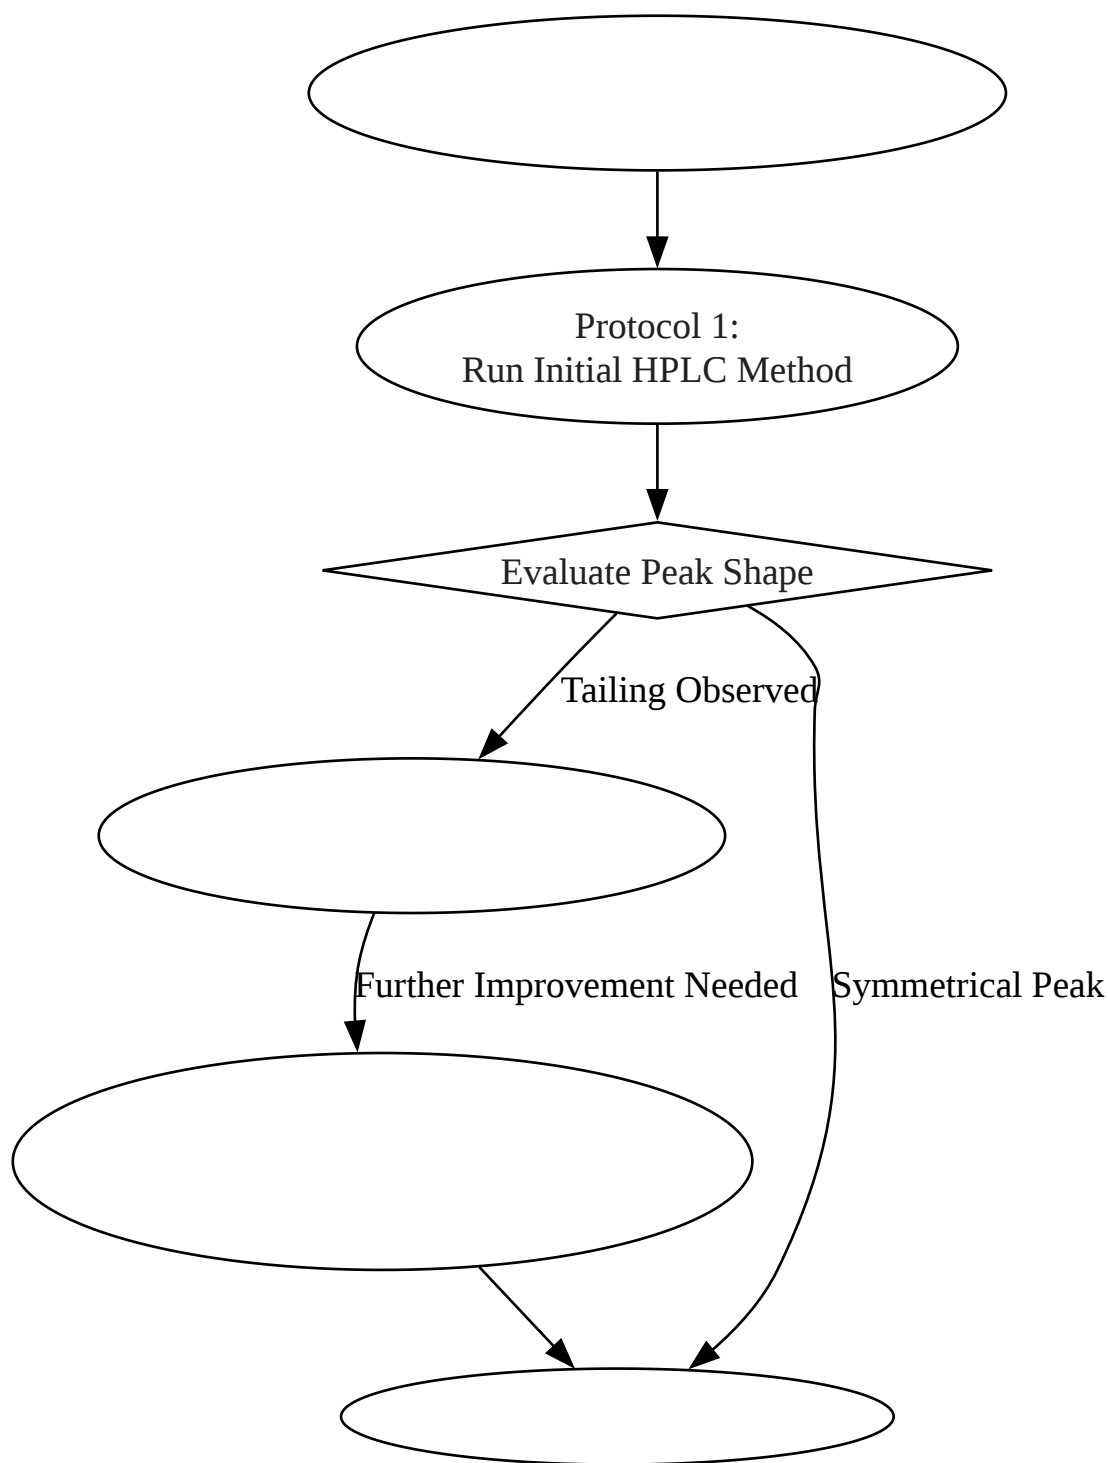 Protocol 1:
Run Initial HPLC Method
Evaluate Peak Shape
Tailing Observed
Further Improvement Needed
Symmetrical Peak